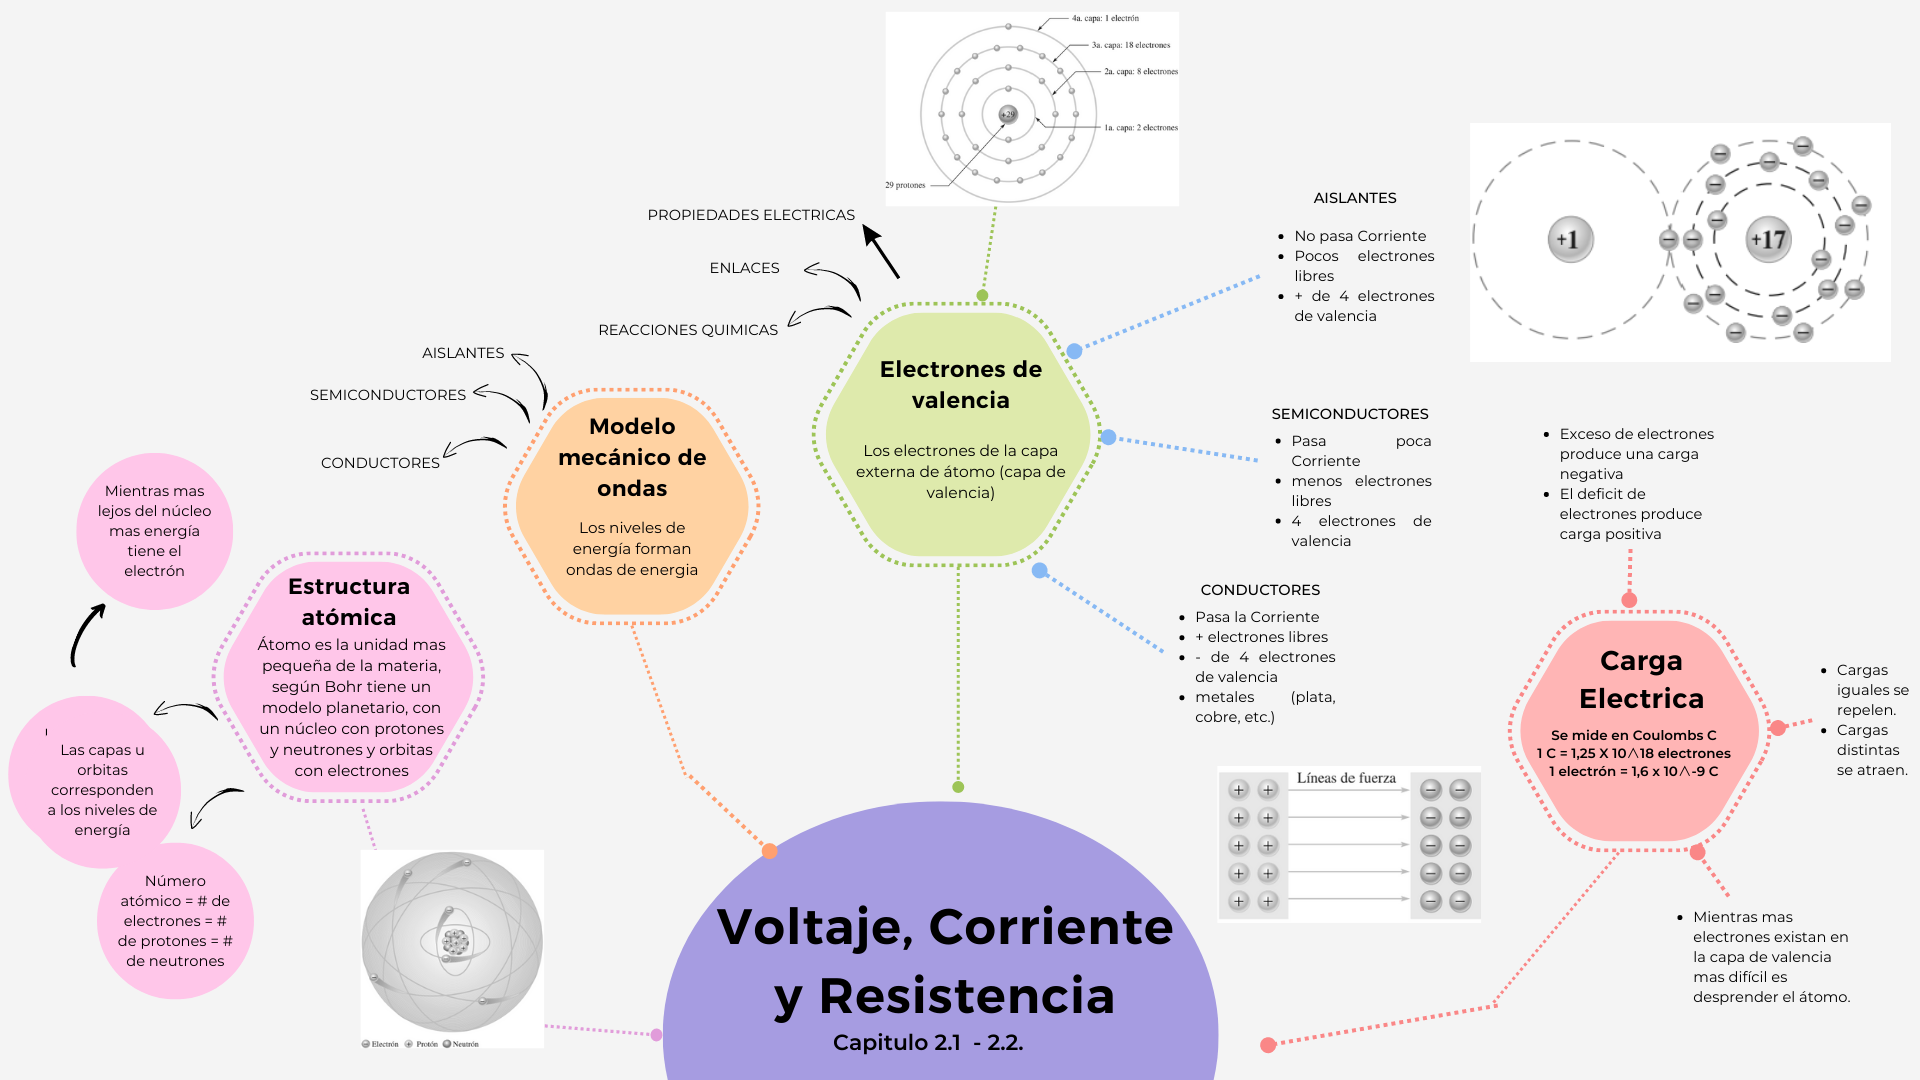 4a. capa: 1 electrón
3a. capa: 18 electrones
2a. capa: 8 electrones
1a. capa: 2 electrones
+29
29 protones
PROPIEDADES ELECTRICAS
ENLACES
REACCIONES QUIMICAS
Electrones de
valencia
Los electrones de la capa
externa de átomo (capa de
valencia)
AISLANTES
• No pasa Corriente
• Pocos electrones
libres
• + de 4 electrones
de valencia
+1
+17
SEMICONDUCTORES
• Pasa poca
Corriente
• menos electrones
libres
• 4 electrones de
valencia
CONDUCTORES
• Pasa la Corriente
• + electrones libres
• - de 4 electrones
de valencia
• metales (plata,
cobre, etc.)
AISLANTES
SEMICONDUCTORES
CONDUCTORES
Modelo
mecánico de
ondas
Los niveles de
energía forman
ondas de energia
Mientras mas
lejos del núcleo
mas energía
tiene el
electrón
Estructura
atómica
Átomo es la unidad mas
pequeña de la materia,
según Bohr tiene un
modelo planetario, con
un núcleo con protones
y neutrones y orbitas
con electrones
Las capas u
orbitas
corresponden
a los niveles de
energía
Número
atómico = # de
electrones = #
de protones = #
de neutrones
Electrón Protón Neutrón
• Exceso de electrones
produce una carga
negativa
• El deficit de
electrones produce
carga positiva
Carga
Electrica
Se mide en Coulombs C
1 C = 1,25 X 10^18 electrones
1 electrón = 1,6 x 10^-9 C
• Cargas
iguales se
repelen.
• Cargas
distintas
se atraen.
• Mientras mas
electrones existan en
la capa de valencia
mas difícil es
desprender el átomo.
Líneas de fuerza
Voltaje, Corriente
y Resistencia
Capitulo 2.1 - 2.2.